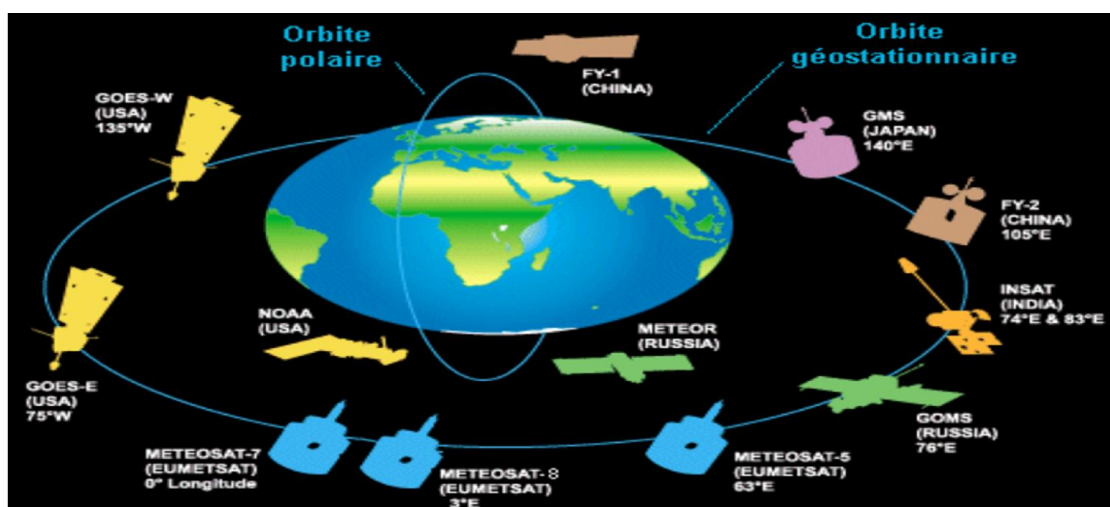 Orbite
polaire
Orbite
géostationnaire
FY-1
(CHINA)
GOES-W
(USA)
135°W
GMS
(JAPAN)
140°E
FY-2
(CHINA)
105°E
INSAT
(INDIA)
74°E & 83°E
NOAA
(USA)
METEOR
(RUSSIA)
GOES-E
(USA)
75°W
GOMS
(RUSSIA)
76°E
METEOSAT-7
(EUMETSAT)
0° Longitude
METEOSAT-8
(EUMETSAT)
3°E
METEOSAT-5
(EUMETSAT)
63°E